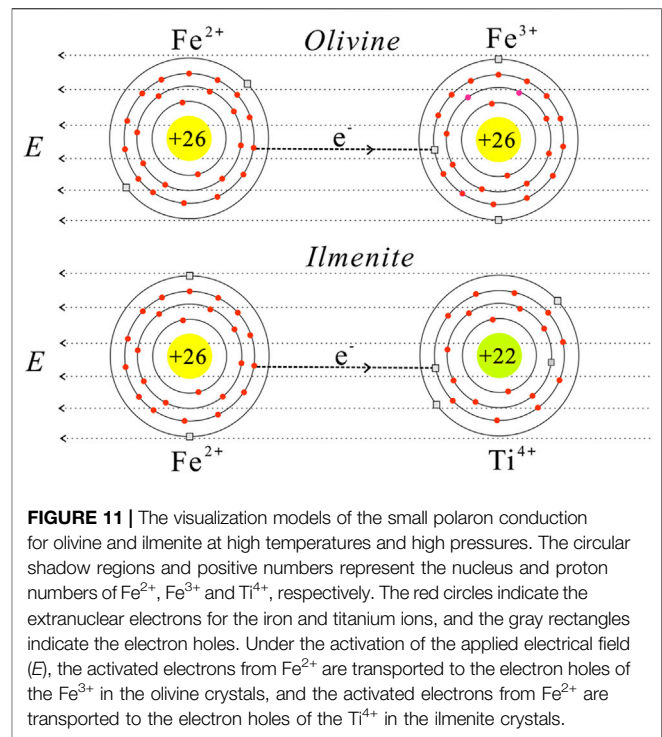 Fe2+ Olivine Fe3+
E +26 e- +26
Ilmenite
E +26 e- +22
Fe2+ Ti4+
FIGURE 11 | The visualization models of the small polaron conduction
for olivine and ilmenite at high temperatures and high pressures. The circular
shadow regions and positive numbers represent the nucleus and proton
numbers of Fe2+, Fe3+ and Ti4+, respectively. The red circles indicate the
extranuclear electrons for the iron and titanium ions, and the gray rectangles
indicate the electron holes. Under the activation of the applied electrical field
(E), the activated electrons from Fe2+ are transported to the electron holes of
the Fe3+ in the olivine crystals, and the activated electrons from Fe2+ are
transported to the electron holes of the Ti4+ in the ilmenite crystals.